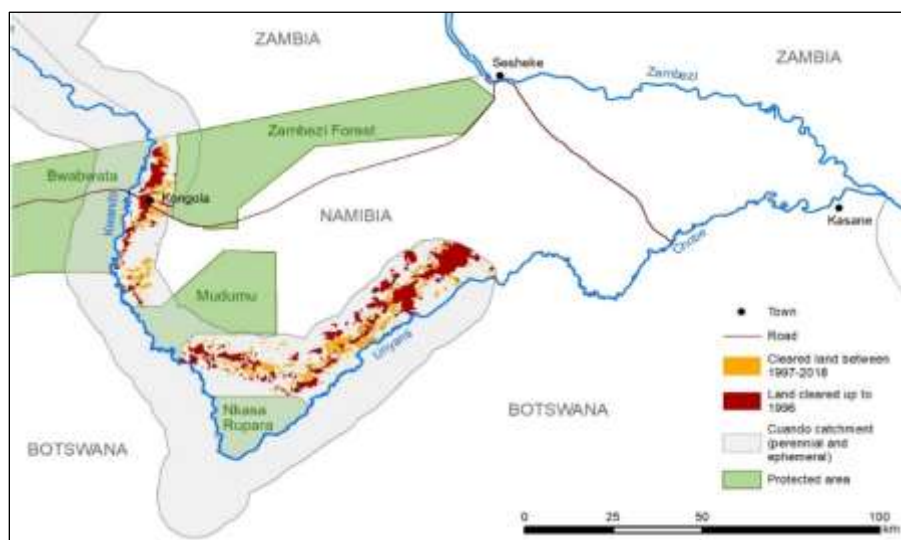 ZAMBIA
Sesheke
Zambezi
ZAMBIA
Zambezi Forest
Bwabwata
Kongola
Kwando
NAMIBIA
Kasane
Chobe
Mudumu
Linyanti
Nkasa
Rupara
BOTSWANA
BOTSWANA
Town
Road
Cleared land between
1997-2018
Land cleared up to
1996
Cuando catchment
(perennial and
ephemeral)
Protected area
0 25 50 100
km